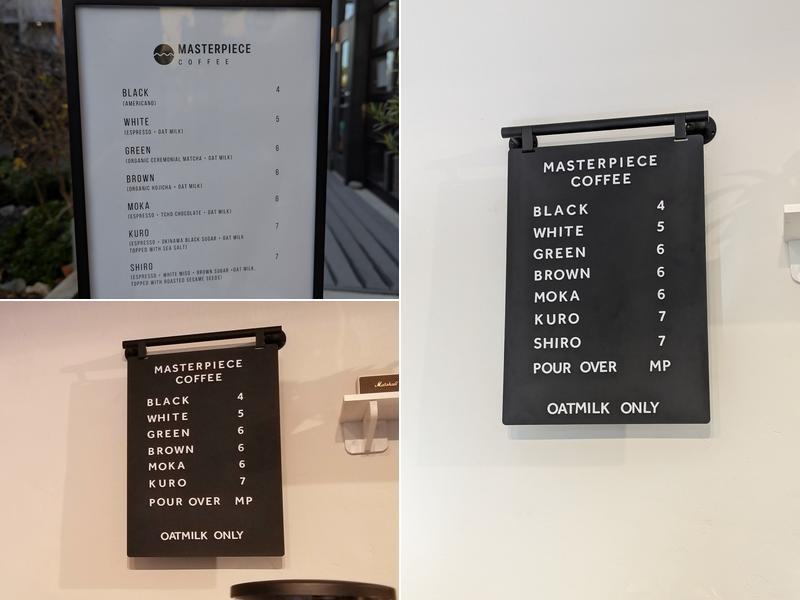 MASTERPIECE
COFFEE
BLACK 4
(AMERICANO)
WHITE 5
(ESPRESSO + OAT MILK)
GREEN 6
(ORGANIC CEREMONIAL MATCHA + OAT MILK)
BROWN 6
(ORGANIC HOJICHA + OAT MILK)
MOKA 6
(ESPRESSO + TCHO CHOCOLATE + OAT MILK)
KURO 7
(ESPRESSO + OKINAWA BLACK SUGAR + OAT MILK
TOPPED WITH SEA SALT)
SHIRO 7
(ESPRESSO + WHITE MISO + BROWN SUGAR +OAT MILK,
TOPPED WITH ROASTED SESAME SEEDS)
MASTERPIECE
COFFEE
BLACK 4
WHITE 5
GREEN 6
BROWN 6
MOKA 6
KURO 7
POUR OVER MP
OATMILK ONLY
Marshall
MASTERPIECE
COFFEE
BLACK 4
WHITE 5
GREEN 6
BROWN 6
MOKA 6
KURO 7
SHIRO 7
POUR OVER MP
OATMILK ONLY